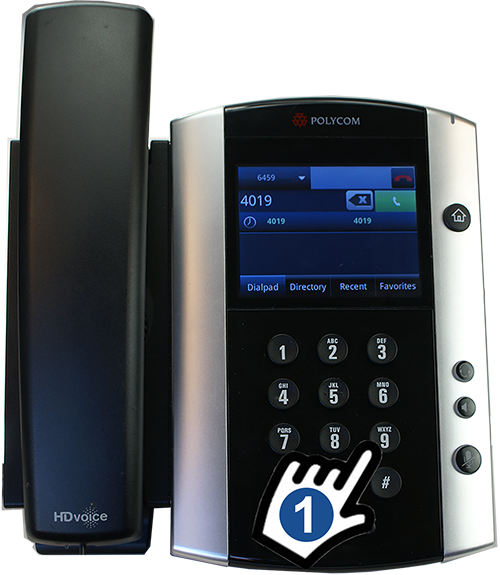 POLYCOM
6459
4019
4019 4019
Dialpad Directory Recent Favorites
1 ABC 2 DEF 3
GHI 4 JKL 5 MNO 6
PQRS 7 TUV 8 WXYZ 9
#
1
HDvoice